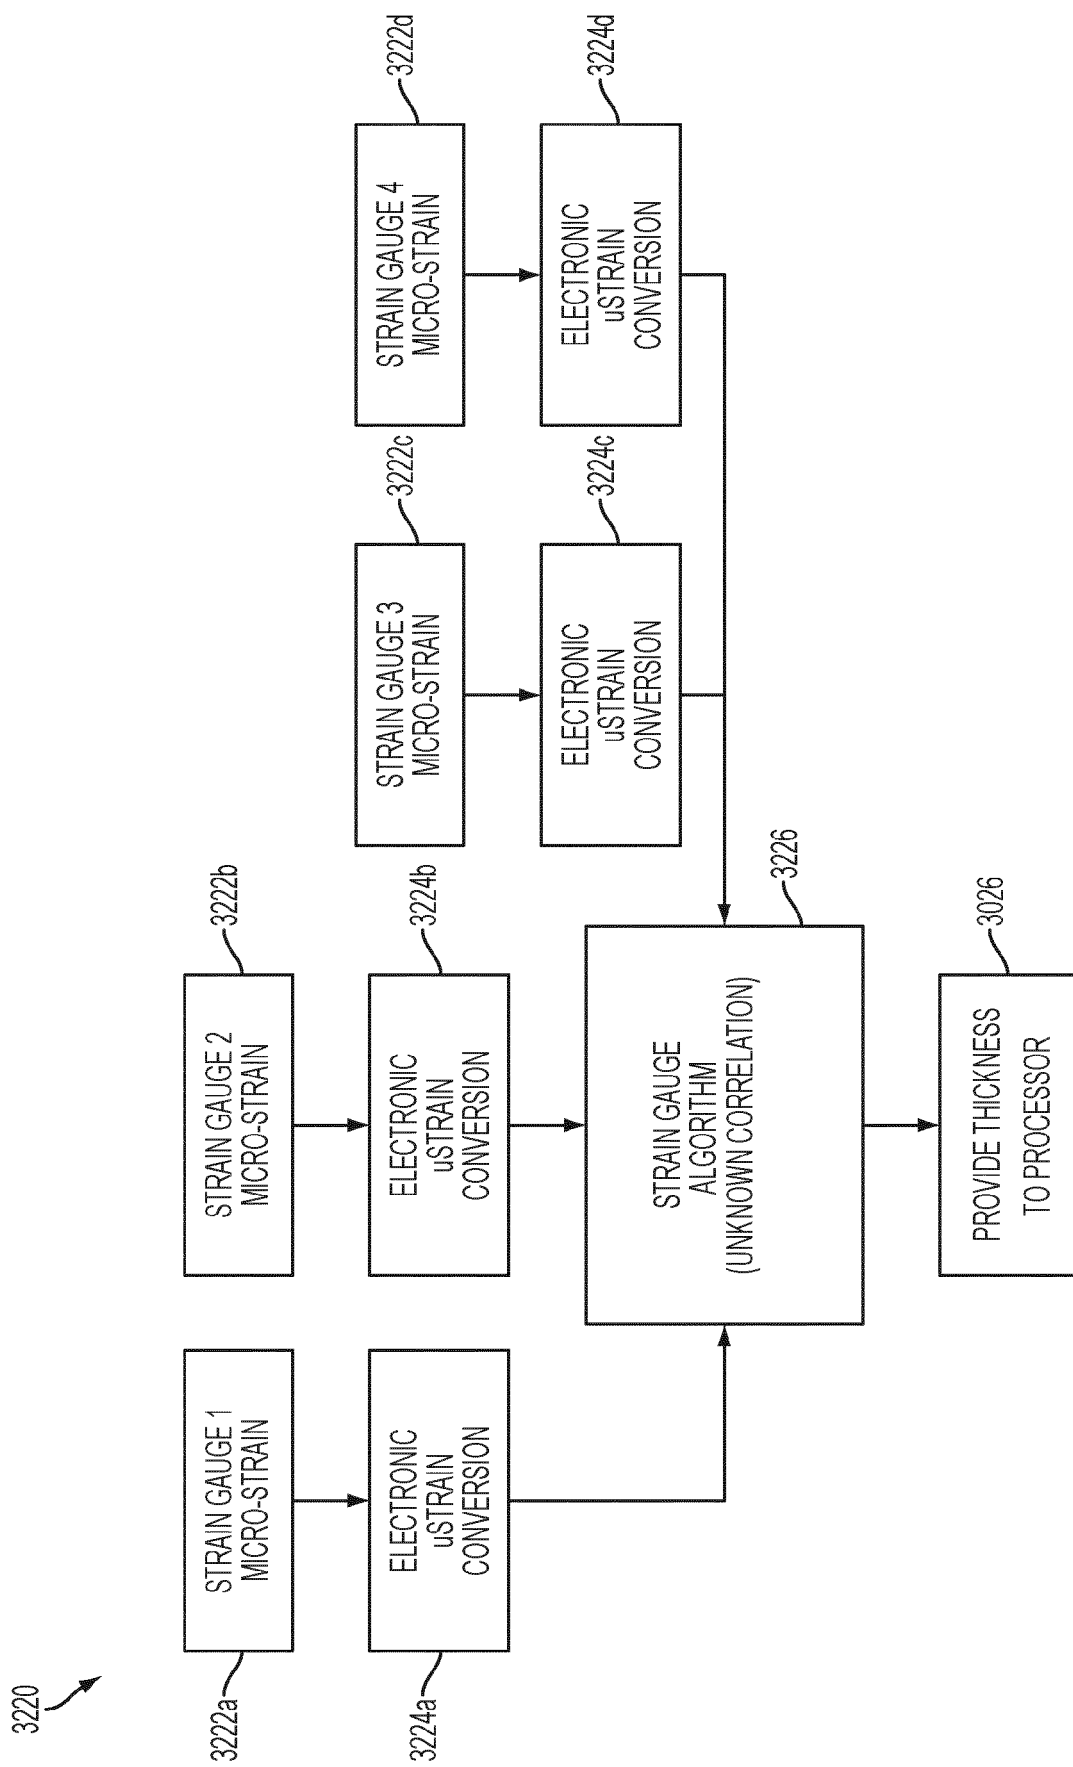 3220
3222a
STRAIN GAUGE 1
MICRO-STRAIN
3224a
ELECTRONIC
uSTRAIN
CONVERSION
3222b
STRAIN GAUGE 2
MICRO-STRAIN
3224b
ELECTRONIC
uSTRAIN
CONVERSION
3222c
STRAIN GAUGE 3
MICRO-STRAIN
3224c
ELECTRONIC
uSTRAIN
CONVERSION
3222d
STRAIN GAUGE 4
MICRO-STRAIN
3224d
ELECTRONIC
uSTRAIN
CONVERSION
3226
STRAIN GAUGE
ALGORITHM
(UNKNOWN CORRELATION)
3026
PROVIDE THICKNESS
TO PROCESSOR